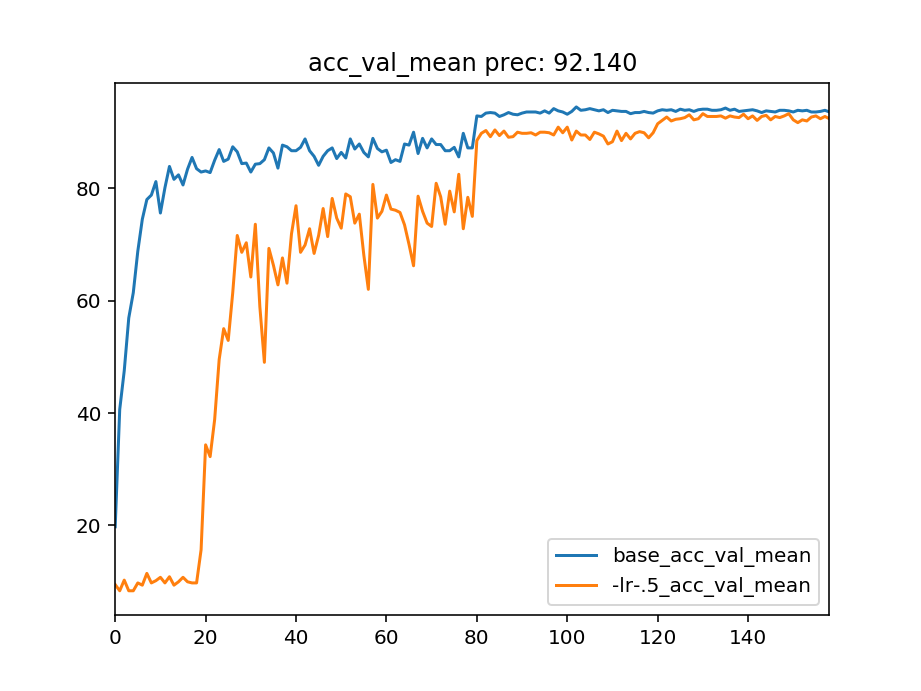 acc_val_mean prec: 92.140
80
60
40
20
base_acc_val_mean
-lr-.5_acc_val_mean
0 20 40 60 80 100 120 140